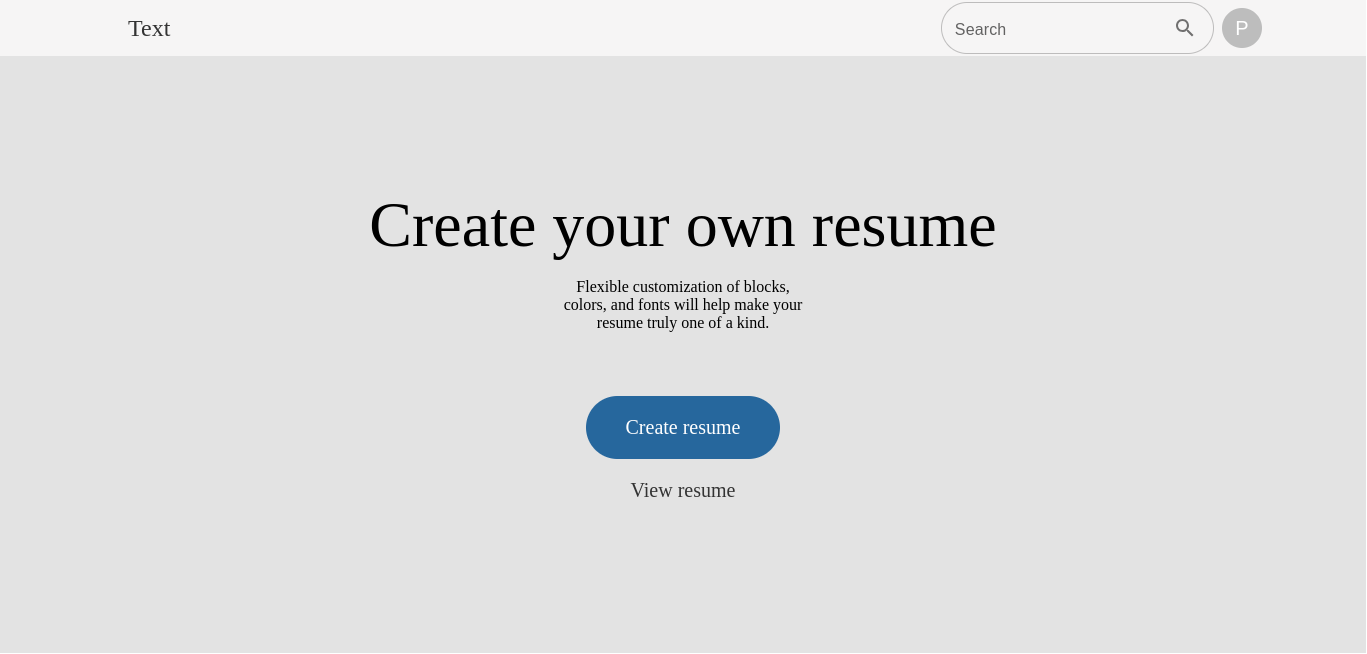 Text
Search
P
Create your own resume
Flexible customization of blocks,
colors, and fonts will help make your
resume truly one of a kind.
Create resume
View resume